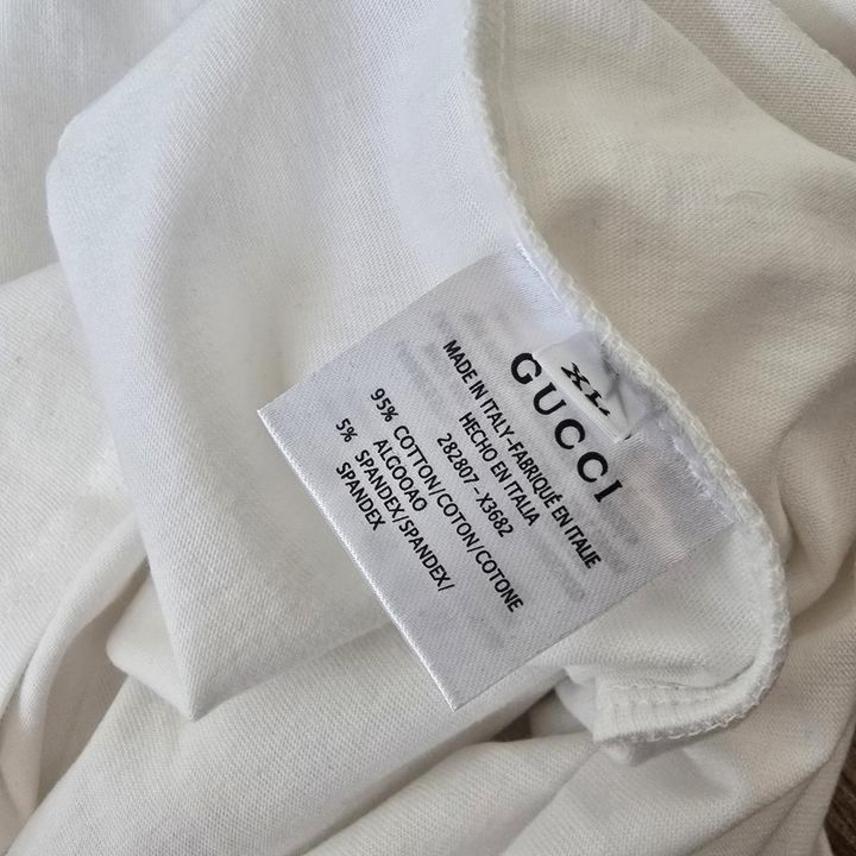 XL
GUCCI
MADE IN ITALY-FABRIQUÉ EN ITALIE
HECHO EN ITALIA
282807-X3682
95% COTTON/COTON/COTONE
ALGOOAO
5% SPANDEX/SPANDEX/
SPANDEX